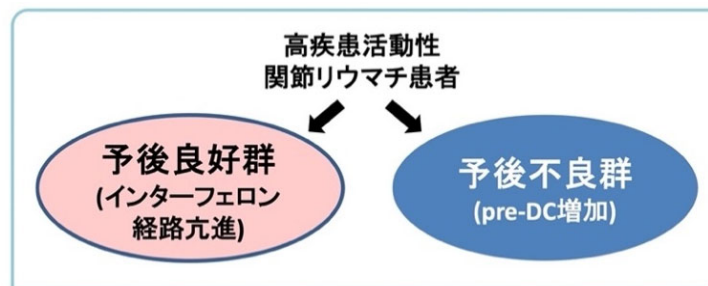 高疾患活動性
関節リウマチ患者
予後良好群
(インターフェロン
経路亢進)
予後不良群
(pre-DC増加)